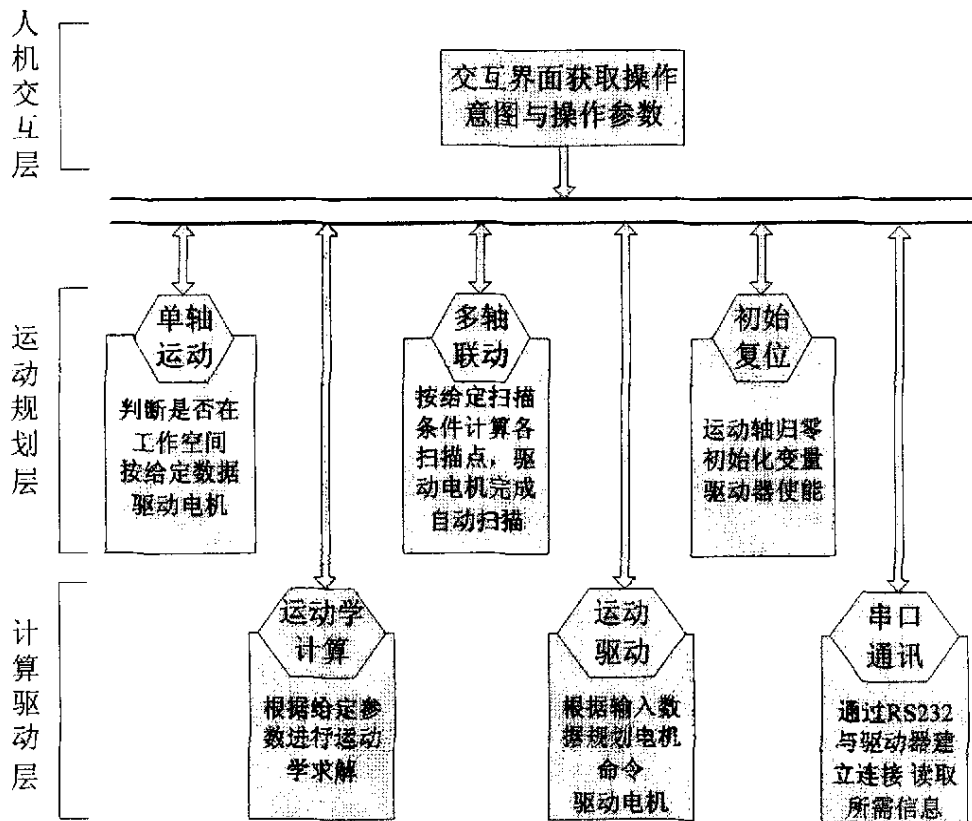 人机交互层
交互界面获取操作
意图与操作参数
运动规划层
单轴
运动
判断是否在
工作空间
按给定数据
驱动电机
多轴
联动
按给定扫描
条件计算各
扫描点，驱
动电机完成
自动扫描
初始
复位
运动轴归零
初始化变量
驱动器使能
计算驱动层
运动学
计算
根据给定参
数进行运动
学求解
运动
驱动
根据输入数
据规划电机
命令
驱动电机
串口
通讯
通过RS232
与驱动器建
立连接 读取
所需信息